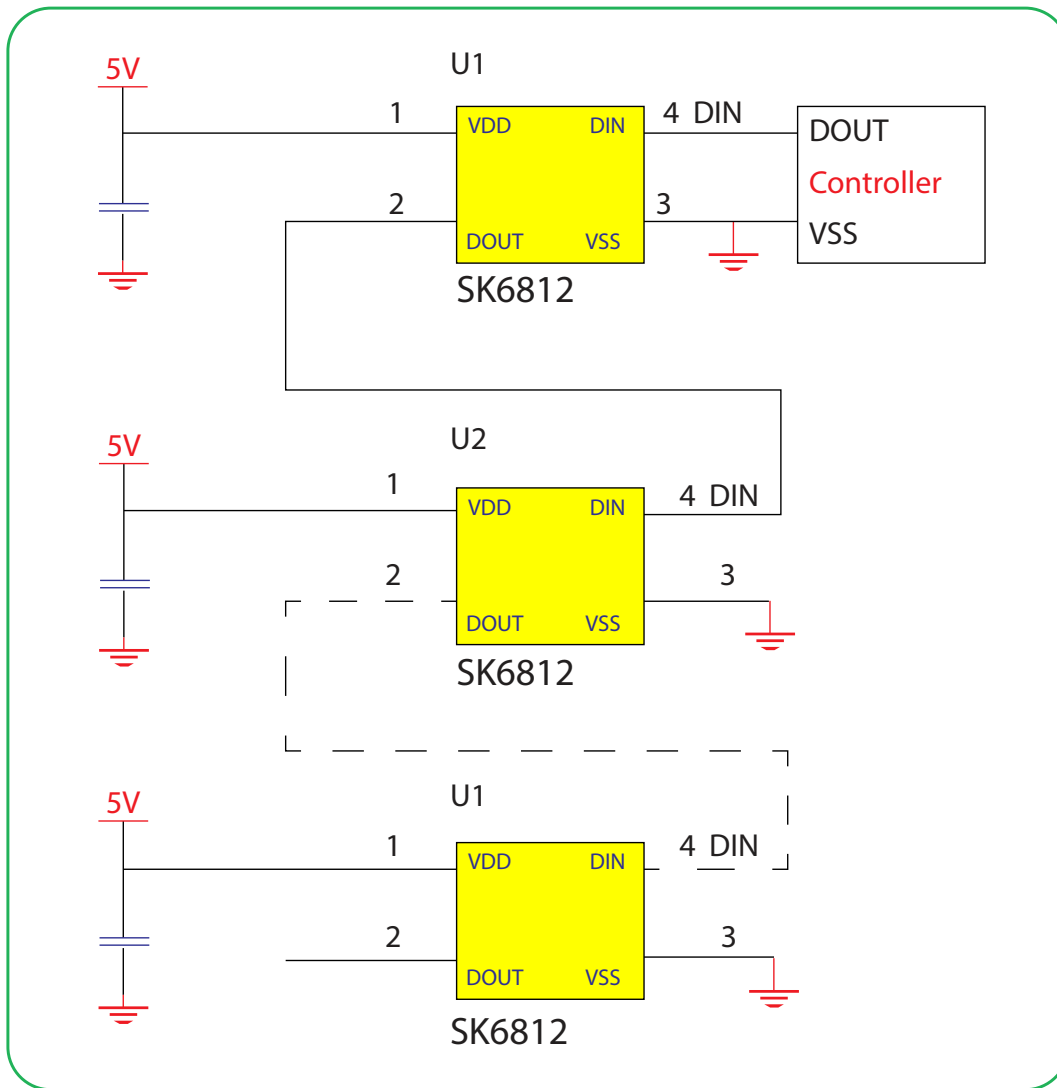 U1
5V
1
VDD
DIN
4 DIN
DOUT
Controller
2
3
VSS
DOUT
VSS
SK6812
U2
5V
1
VDD
DIN
4 DIN
2
3
DOUT
VSS
SK6812
U1
5V
1
VDD
DIN
4 DIN
2
3
DOUT
VSS
SK6812